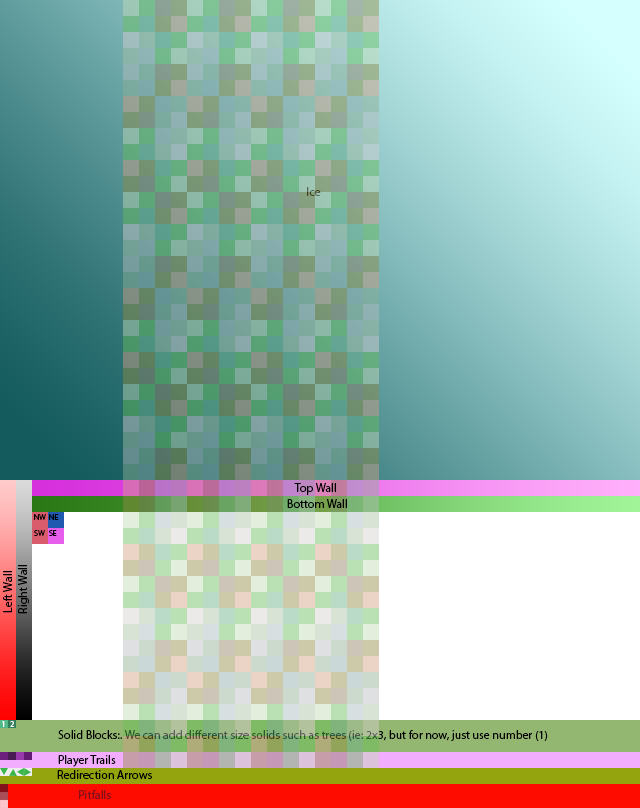 Ice
Top Wall
Bottom Wall
NW NE
SW SE
Left Wall
Right Wall
1 2
Solid Blocks:. We can add different size solids such as trees (ie: 2x3, but for now, just use number (1)
Player Trails
Redirection Arrows
Pitfalls